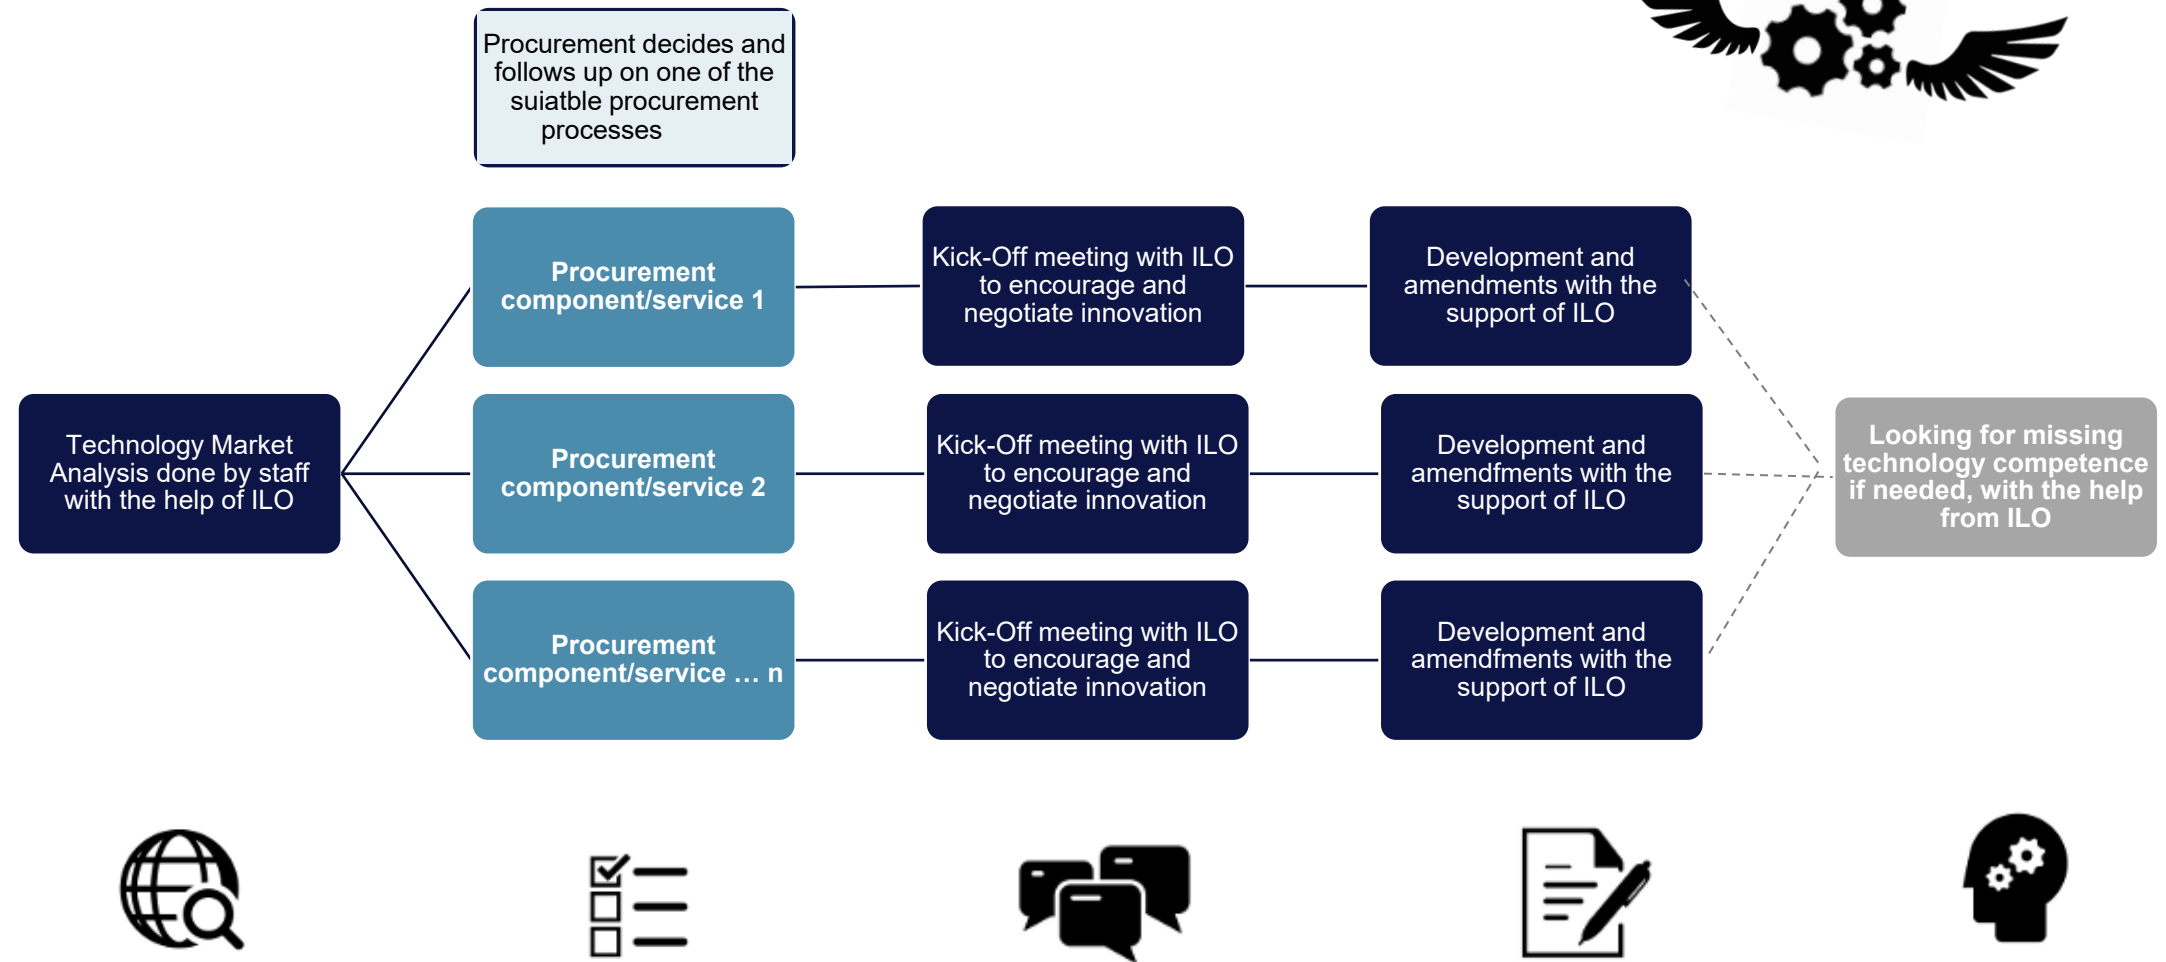 Procurement decides and
follows up on one of the
suiatble procurement
processes
Technology Market
Analysis done by staff
with the help of ILO
Procurement
component/service 1
Kick-Off meeting with ILO
to encourage and
negotiate innovation
Development and
amendments with the
support of ILO
Procurement
component/service 2
Kick-Off meeting with ILO
to encourage and
negotiate innovation
Development and
amendfments with the
support of ILO
Procurement
component/service … n
Kick-Off meeting with ILO
to encourage and
negotiate innovation
Development and
amendfments with the
support of ILO
Looking for missing
technology competence
if needed, with the help
from ILO